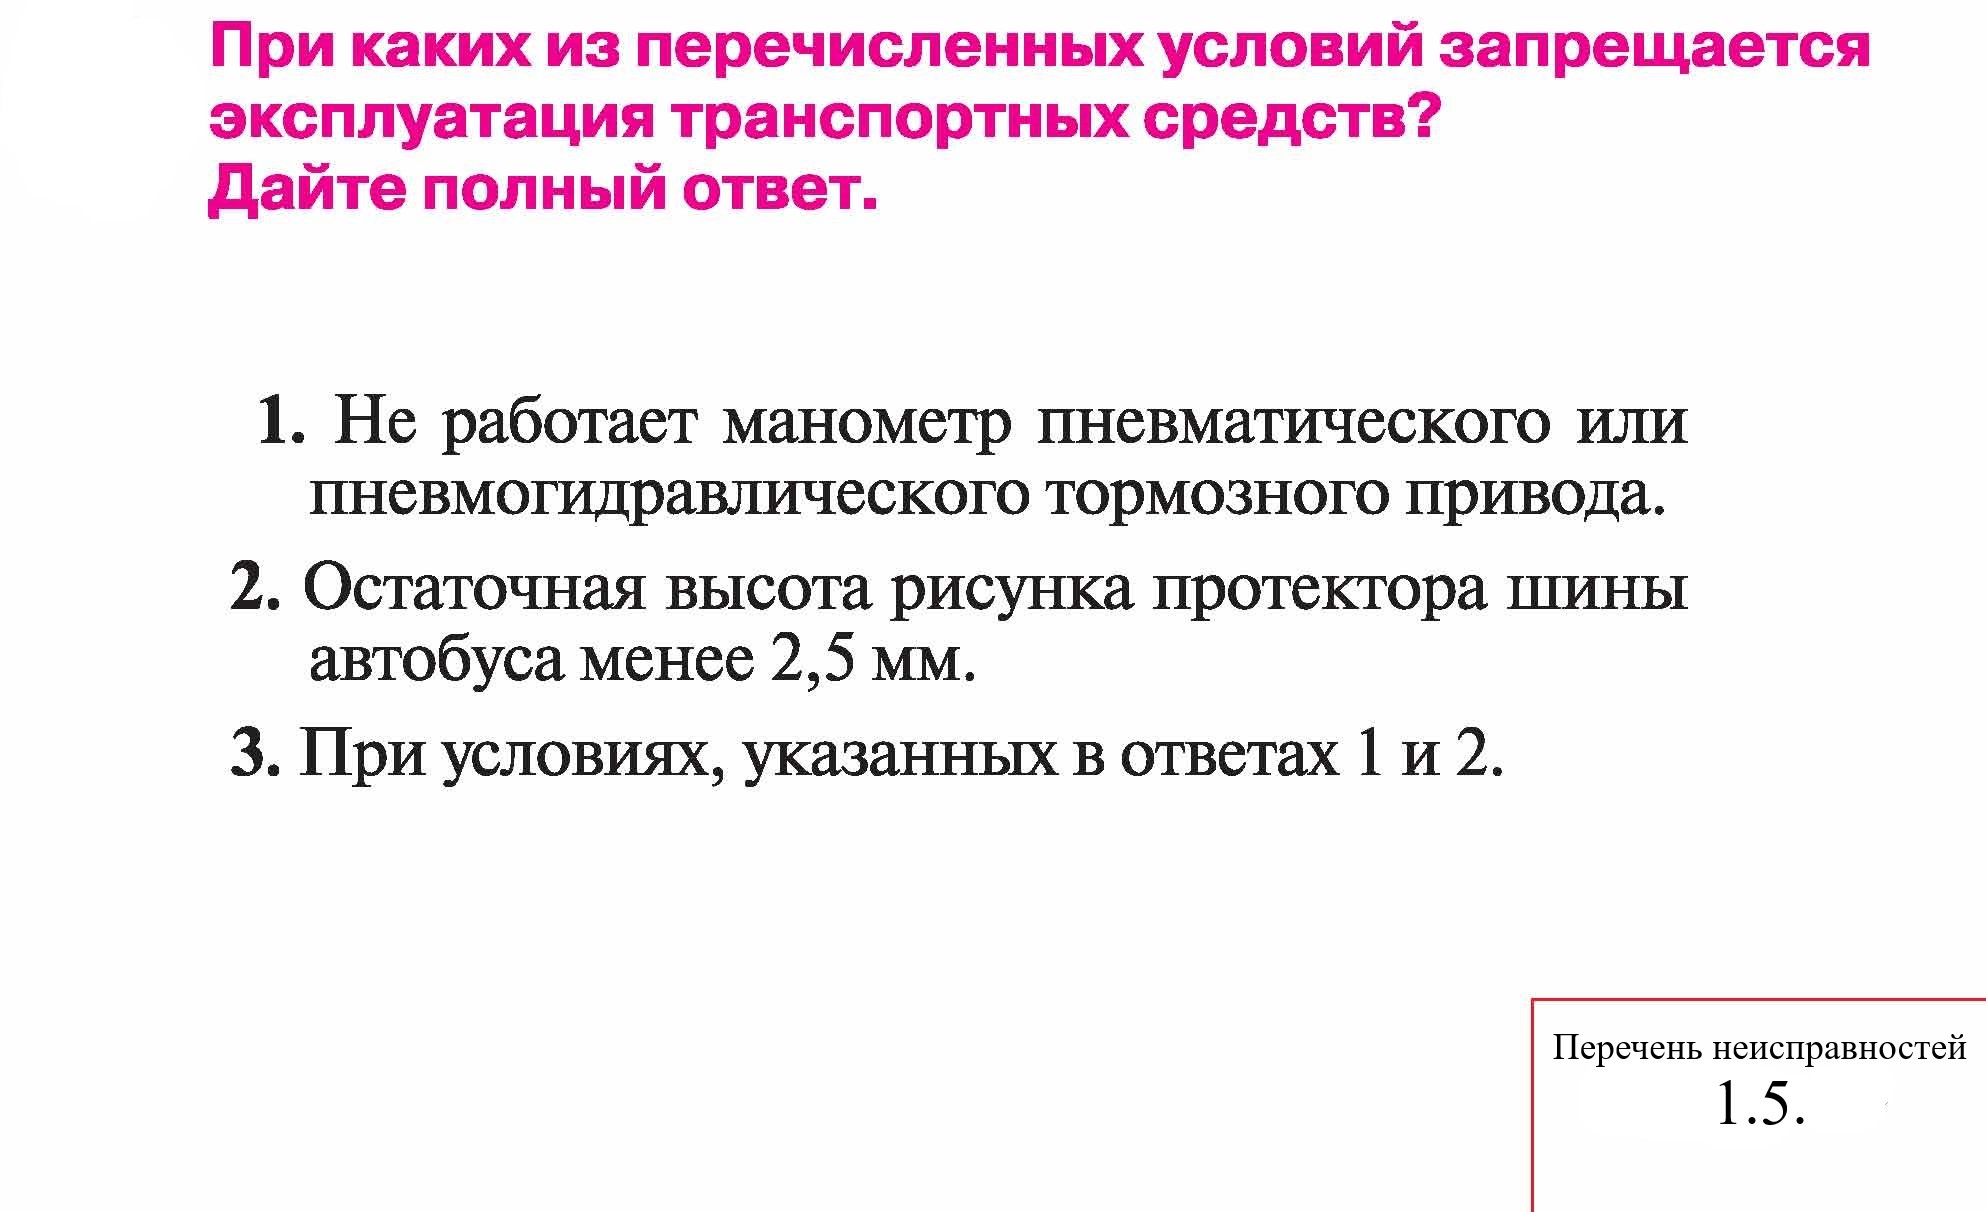 При каких из перечисленных условий запрещается
эксплуатация транспортных средств?
Дайте полный ответ.
1. Не работает манометр пневматического или
пневмогидравлического тормозного привода.
2. Остаточная высота рисунка протектора шины
автобуса менее 2,5 мм.
3. При условиях, указанных в ответах 1 и 2.
Перечень неисправностей
1.5.